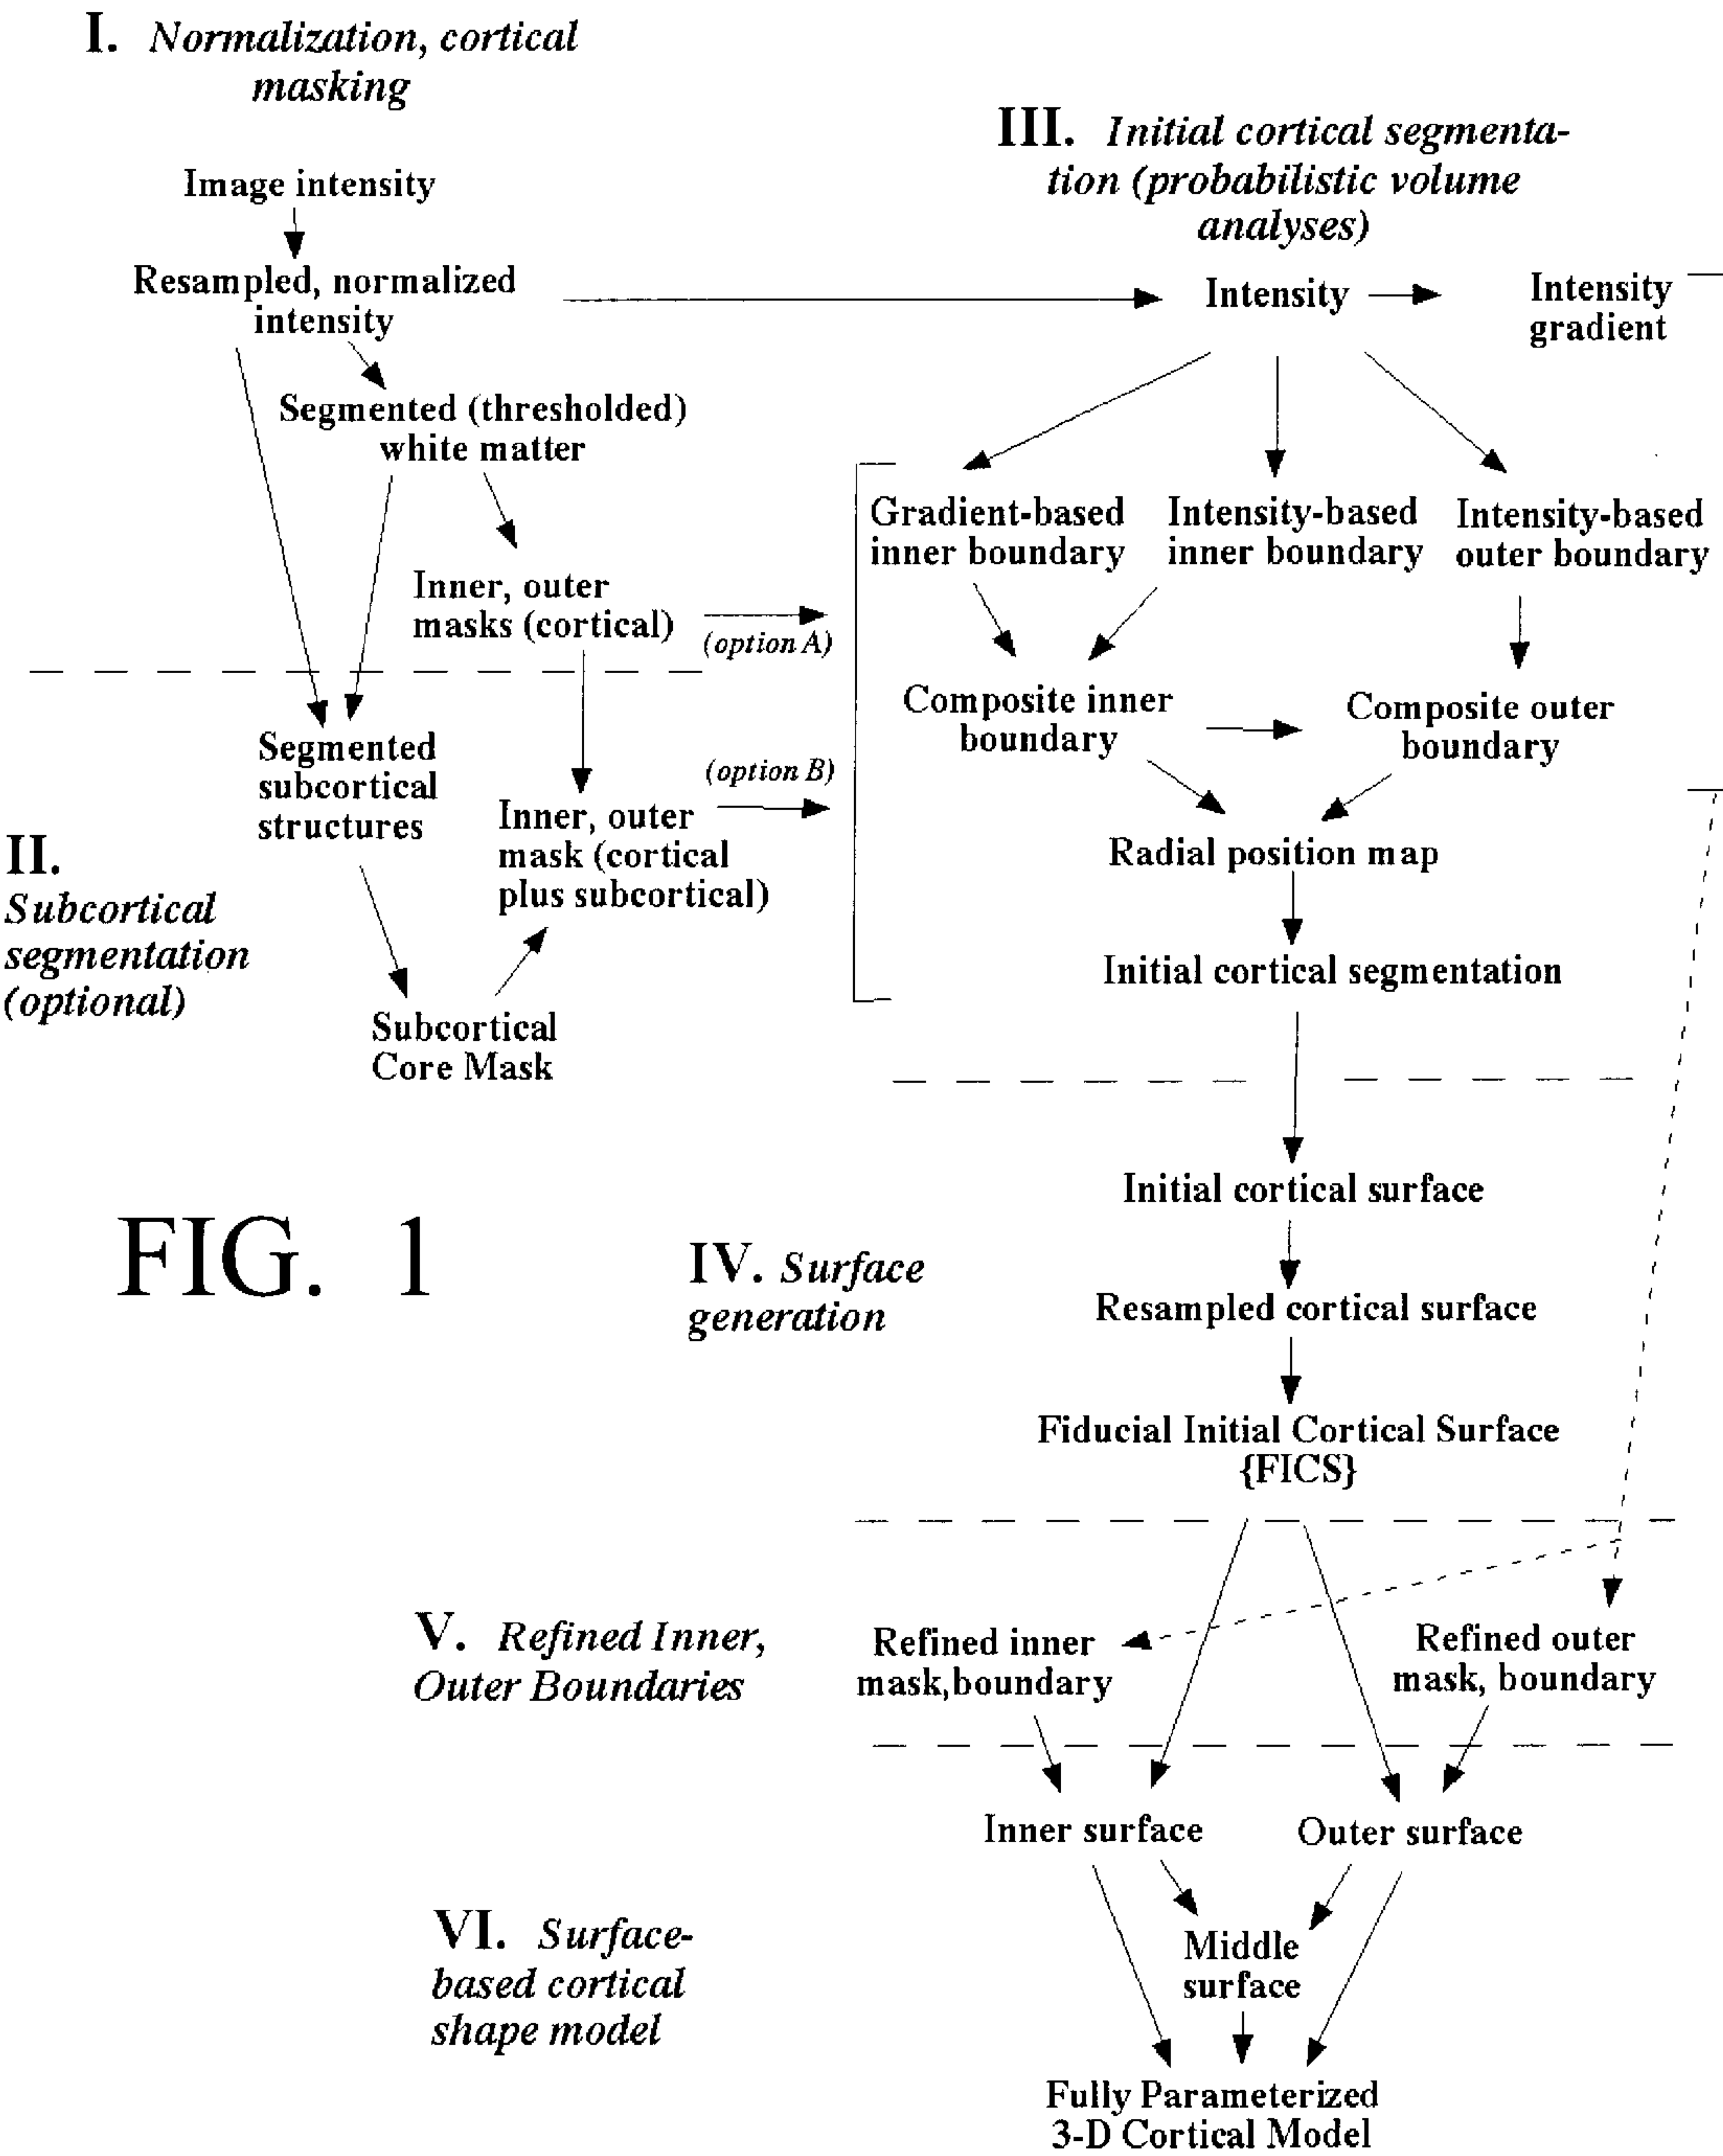 I. Normalization, cortical
masking
Image intensity
Resampled, normalized
intensity
Segmented (thresholded)
white matter
Inner, outer
masks (cortical)
(option A)
Segmented
subcortical
structures
(option B)
Inner, outer
mask (cortical
plus subcortical)
II.
Subcortical
segmentation
(optional)
Subcortical
Core Mask
III. Initial cortical segmenta-
tion (probabilistic volume
analyses)
Intensity
Intensity
gradient
Gradient-based
inner boundary
Intensity-based
inner boundary
Intensity-based
outer boundary
Composite inner
boundary
Composite outer
boundary
Radial position map
Initial cortical segmentation
FIG. 1
IV. Surface
generation
Initial cortical surface
Resampled cortical surface
Fiducial Initial Cortical Surface
{FICS}
V. Refined Inner,
Outer Boundaries
Refined inner
mask,boundary
Refined outer
mask, boundary
VI. Surface-
based cortical
shape model
Inner surface
Outer surface
Middle
surface
Fully Parameterized
3-D Cortical Model